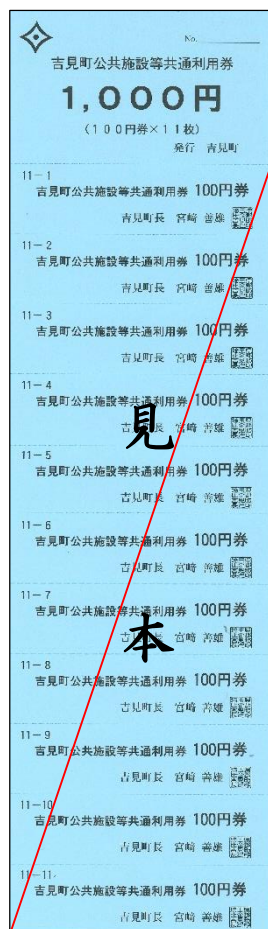 No.
吉見町公共施設等共通利用券
1,000円
(100円券×11枚)
発行 吉見町
11-1
吉見町公共施設等共通利用券 100円券
吉見町長 宮﨑 善雄
11-2
吉見町公共施設等共通利用券 100円券
吉見町長 宮﨑 善雄
11-3
吉見町公共施設等共通利用券 100円券
吉見町長 宮﨑 善雄
11-4
吉見町公共施設等共通利用券 100円券
見
吉見町長 宮﨑 善雄
11-5
吉見町公共施設等共通利用券 100円券
吉見町長 宮﨑 善雄
11-6
吉見町公共施設等共通利用券 100円券
吉見町長 宮﨑 善雄
11-7
吉見町公共施設等共通利用券 100円券
本
吉見町長 宮﨑 善雄
11-8
吉見町公共施設等共通利用券 100円券
吉見町長 宮﨑 善雄
11-9
吉見町公共施設等共通利用券 100円券
吉見町長 宮﨑 善雄
11-10
吉見町公共施設等共通利用券 100円券
吉見町長 宮﨑 善雄
11-11
吉見町公共施設等共通利用券 100円券
吉見町長 宮﨑 善雄